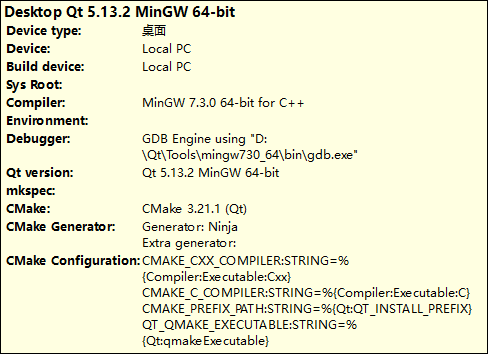 Desktop Qt 5.13.2 MinGW 64-bit
Device type: 桌面
Device: Local PC
Build device: Local PC
Sys Root:
Compiler: MinGW 7.3.0 64-bit for C++
Environment:
Debugger: GDB Engine using "D:
\Qt\Tools\mingw730_64\bin\gdb.exe"
Qt version: Qt 5.13.2 MinGW 64-bit
mkspec:
CMake: CMake 3.21.1 (Qt)
CMake Generator: Generator: Ninja
Extra generator:
CMake Configuration: CMAKE_CXX_COMPILER:STRING=%
{Compiler:Executable:Cxx}
CMAKE_C_COMPILER:STRING=%{Compiler:Executable:C}
CMAKE_PREFIX_PATH:STRING=%{Qt:QT_INSTALL_PREFIX}
QT_QMAKE_EXECUTABLE:STRING=%
{Qt:qmakeExecutable}